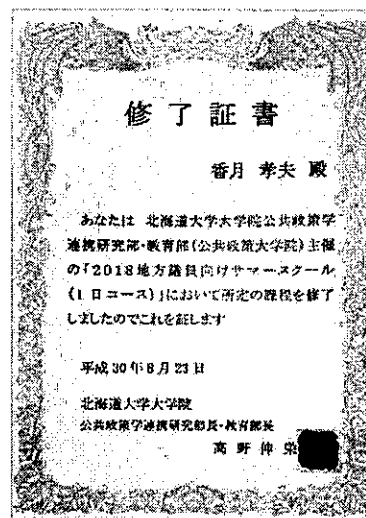 修了証書
香月 孝夫 殿
あなたは 北海道大学大学院公共政策学
連携研究部・教育部(公共政策大学院)主催
の「2018地方議員向けサマースクール
(1日コース)」において所定の課程を修了
しましたのでこれを証します
平成30年8月23日
北海道大学大学院
公共政策学連携研究部長・教育部長
高野 伸栄